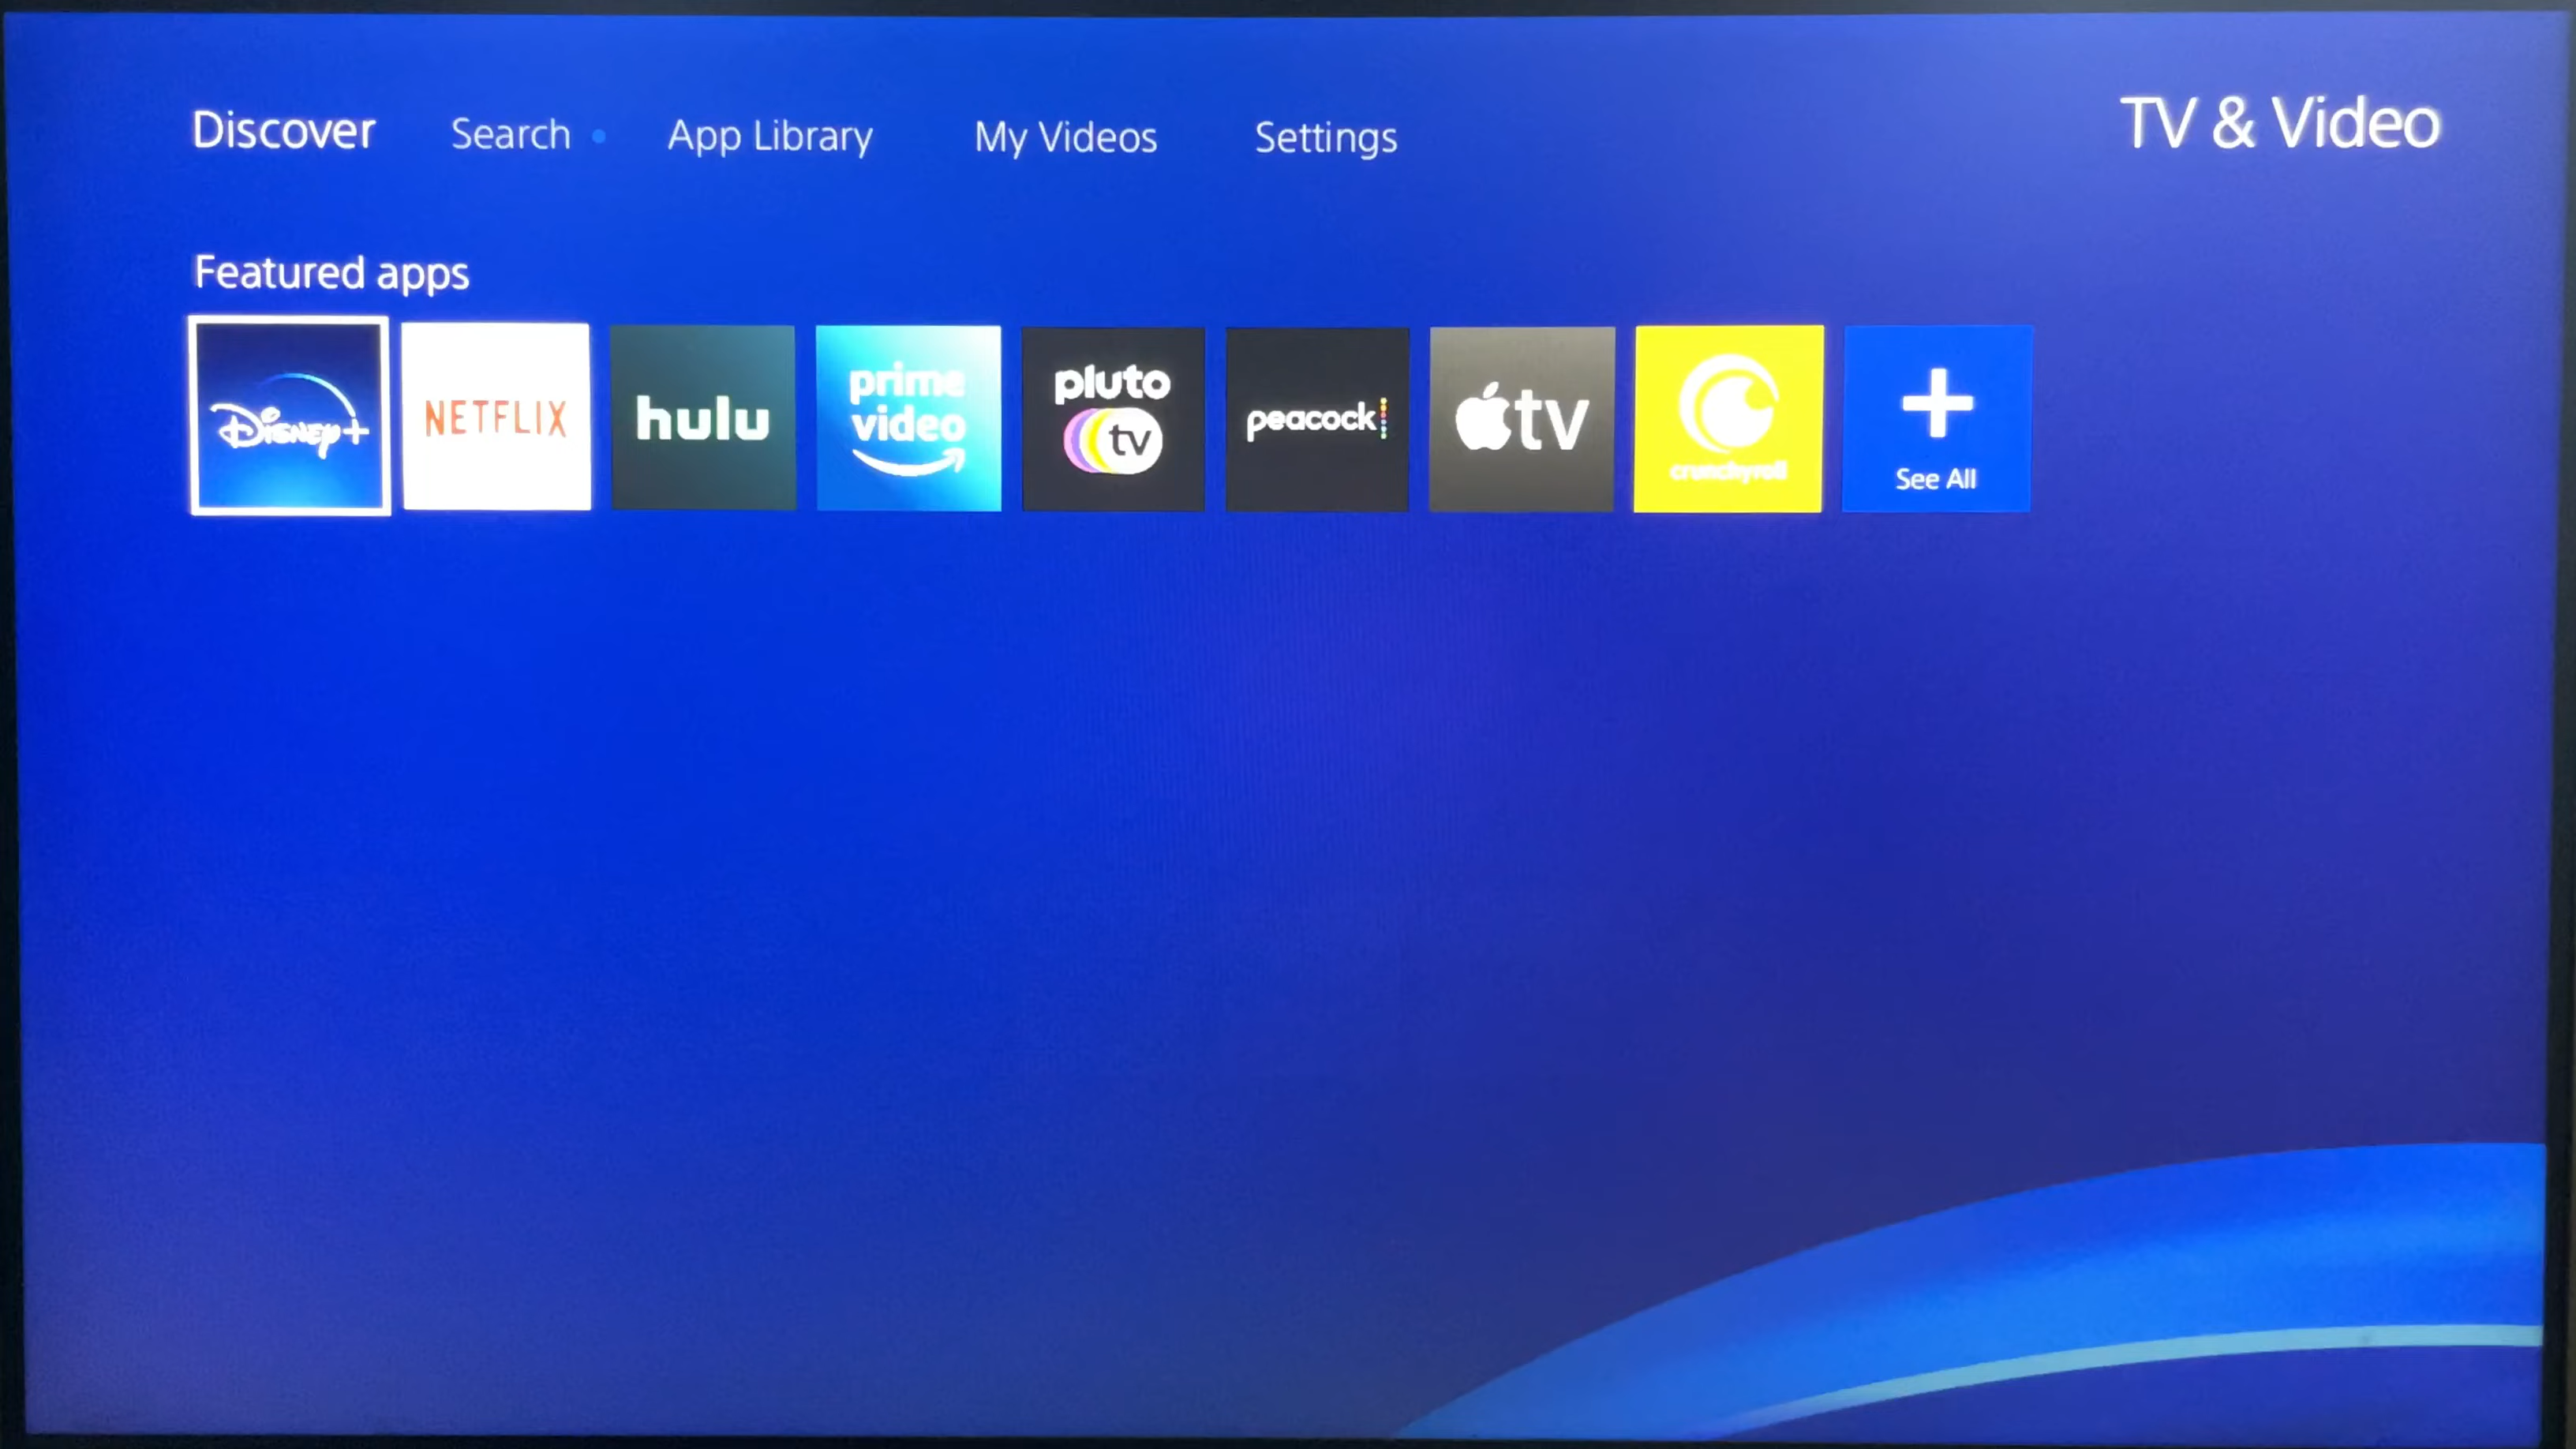 Discover
Search
App Library
My Videos
Settings
TV & Video
Featured apps
Disney+
NETFLIX
hulu
prime
video
pluto
tv
peacock
tv
crunchyroll
See All